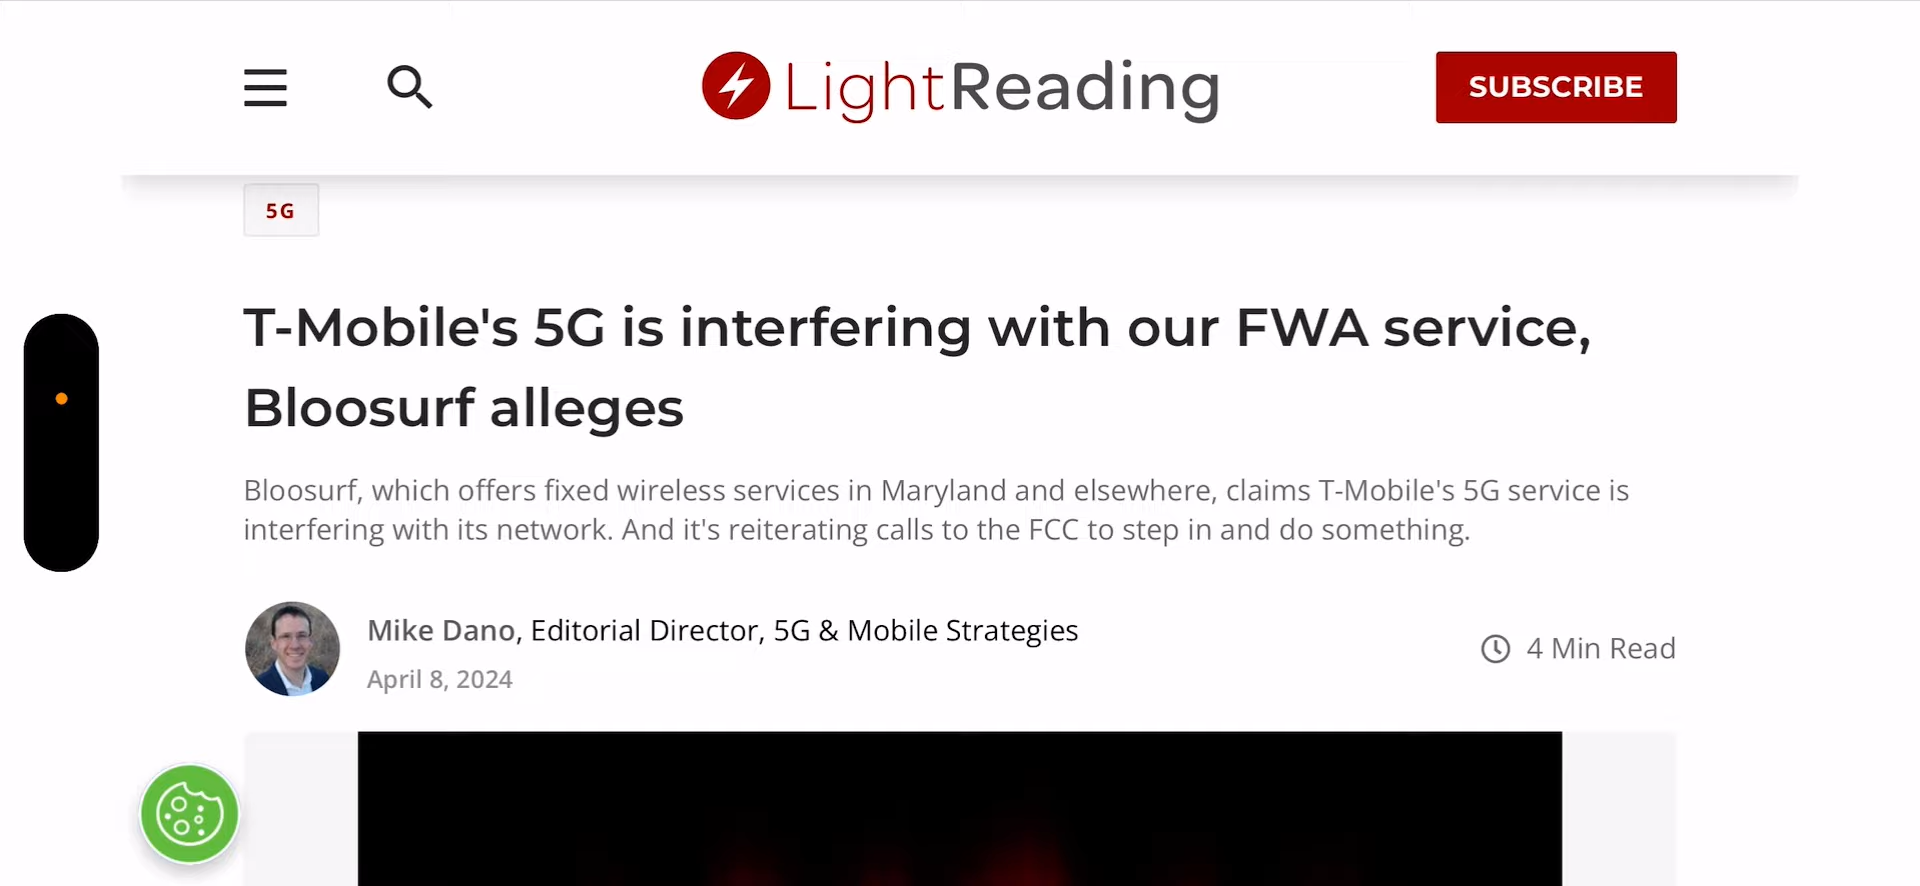 LightReading
SUBSCRIBE
5G
T-Mobile's 5G is interfering with our FWA service,
Bloosurf alleges
Bloosurf, which offers fixed wireless services in Maryland and elsewhere, claims T-Mobile's 5G service is
interfering with its network. And it's reiterating calls to the FCC to step in and do something.
Mike Dano, Editorial Director, 5G & Mobile Strategies
April 8, 2024
4 Min Read